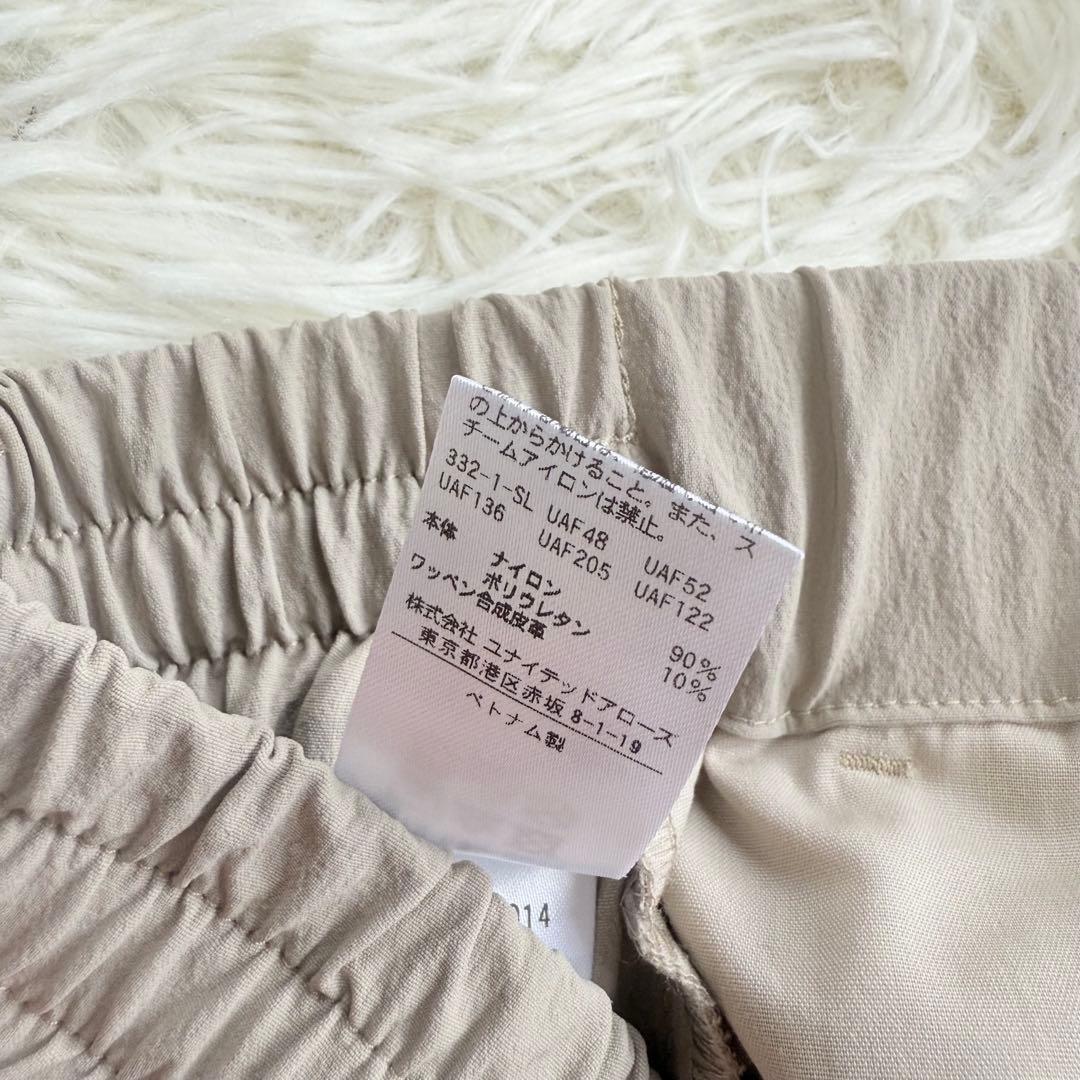 の上からかけること。また、ス
チームアイロンは禁止。
332-1-SL UAF48 UAF52
UAF136 UAF205 UAF122
本体 ナイロン 90%
ポリウレタン 10%
ワッペン合成皮革
株式会社 ユナイテッドアローズ
東京都港区赤坂 8-1-19
ベトナム製
014